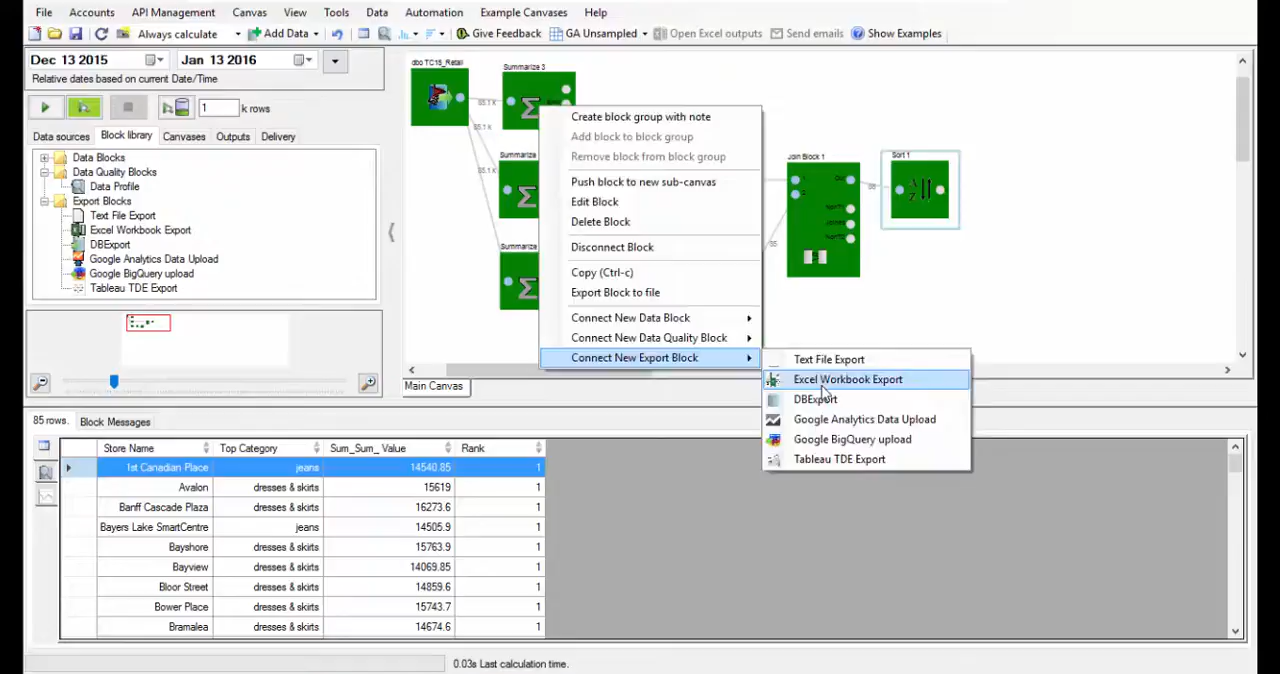 File Accounts API Management Canvas View Tools Data Automation Example Canvases Help
Always calculate Add Data GA Unsampled Give Feedback Open Excel outputs Send emails Show Examples
Dec 13 2015 Jan 13 2016
Relative dates based on current Date/Time
1 k rows
Data sources Block library Canvases Outputs Delivery
Data Blocks
Data Quality Blocks
Data Profile
Export Blocks
Text File Export
Excel Workbook Export
DBExport
Google Analytics Data Upload
Google BigQuery upload
Tableau TDE Export
dbo TC15_Retail
Summarize 3
55.1 K
55.1 K
55.1 K
Summarize
Summarize
Join Block 1
Sort 1
Out
85
85
Create block group with note
Add block to block group
Remove block from block group
Push block to new sub-canvas
Edit Block
Delete Block
Disconnect Block
Copy (Ctrl-c)
Export Block to file
Connect New Data Block
Connect New Data Quality Block
Connect New Export Block
Text File Export
Excel Workbook Export
DBExport
Google Analytics Data Upload
Google BigQuery upload
Tableau TDE Export
Main Canvas
85 rows. Block Messages
Store Name Top Category Sum_Sum_ Value Rank
1st Canadian Place jeans 14540.85 1
Avalon dresses & skirts 15619 1
Banff Cascade Plaza dresses & skirts 16273.6 1
Bayers Lake SmartCentre jeans 14505.9 1
Bayshore dresses & skirts 15763.9 1
Bayview dresses & skirts 14069.85 1
Bloor Street dresses & skirts 14859.6 1
Bower Place dresses & skirts 15743.7 1
Bramalea dresses & skirts 14674.6 1
0.03s Last calculation time.